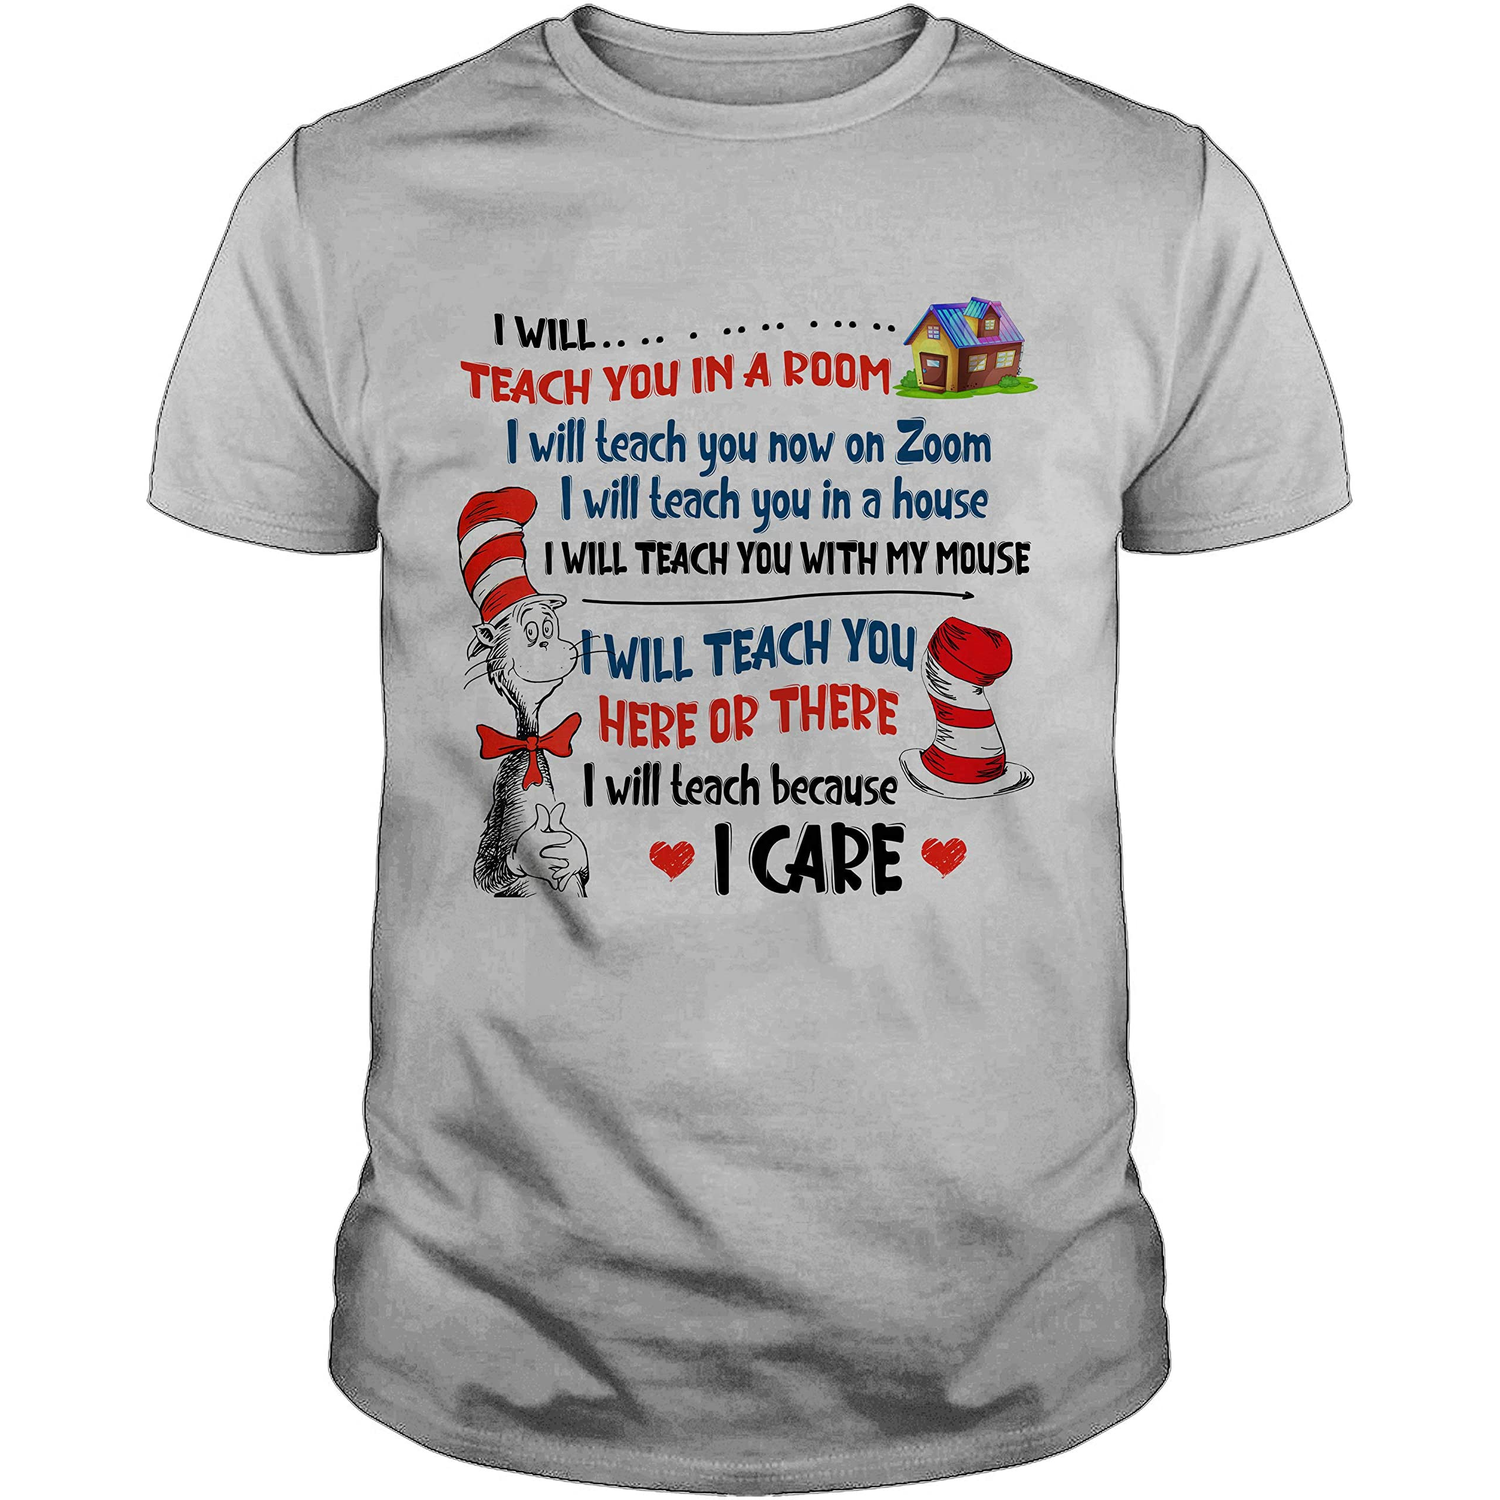 I WILL.. .. . .. .. . .. ..
TEACH YOU IN A ROOM
I will teach you now on Zoom
I will teach you in a house
I WILL TEACH YOU WITH MY MOUSE
I WILL TEACH YOU
HERE OR THERE
I will teach because
I CARE